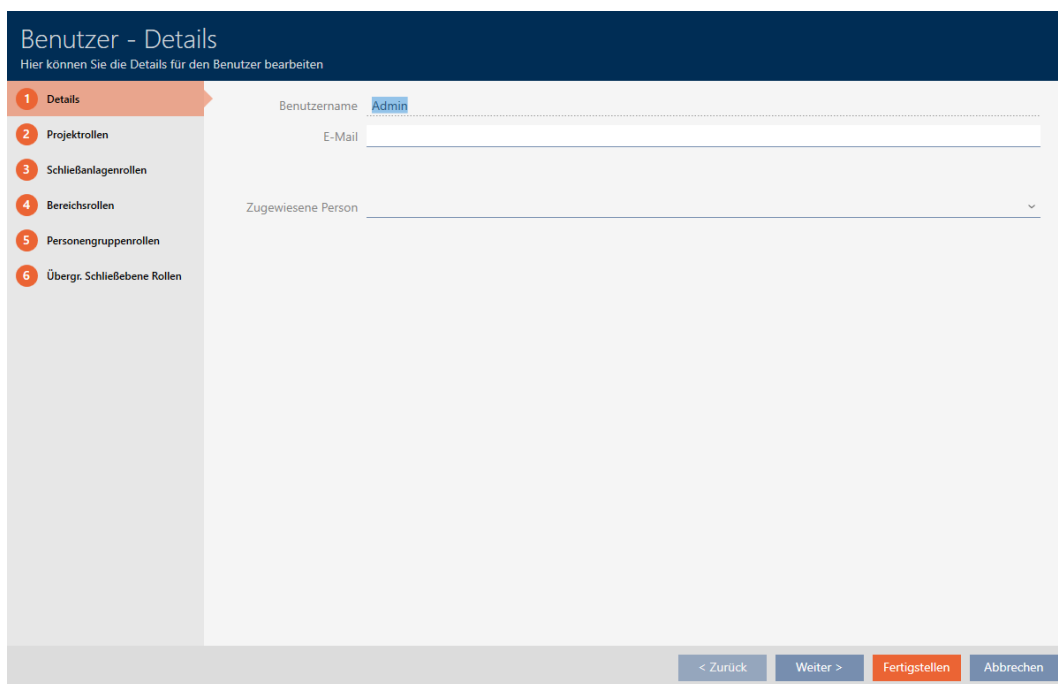 Benutzer - Details
Hier können Sie die Details für den Benutzer bearbeiten
1 Details
2 Projektrollen
3 Schließanlagenrollen
4 Bereichsrollen
5 Personengruppenrollen
6 Übergr. Schließebene Rollen
Benutzername Admin
E-Mail
Zugewiesene Person
< Zurück Weiter > Fertigstellen Abbrechen